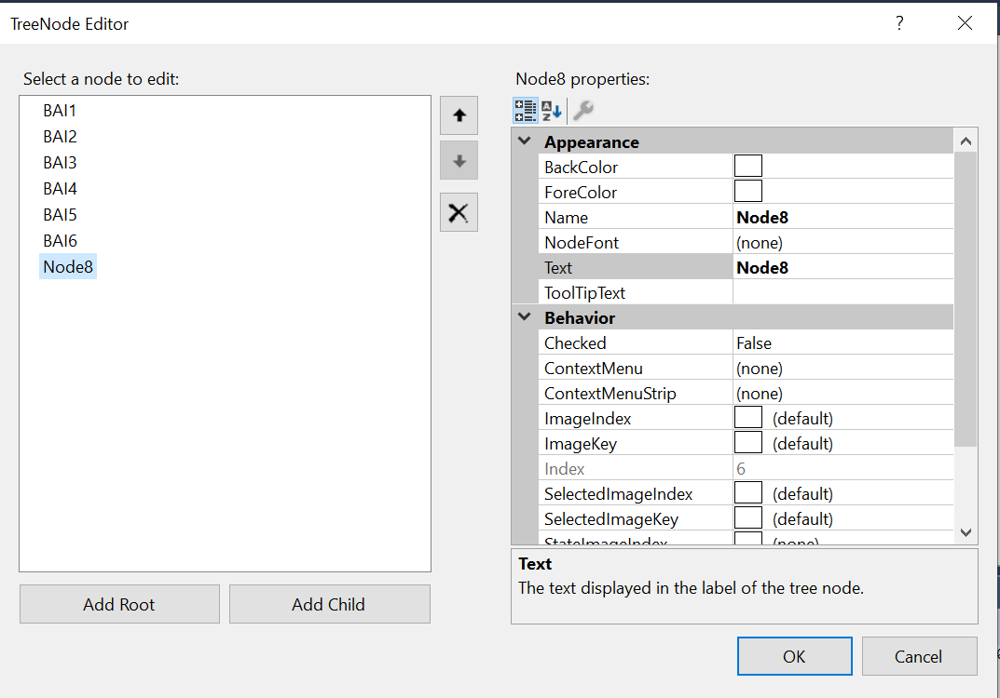 TreeNode Editor
?
Select a node to edit:
BAI1
BAI2
BAI3
BAI4
BAI5
BAI6
Node8
Add Root
Add Child
Node8 properties:
Appearance
BackColor
ForeColor
Name Node8
NodeFont (none)
Text Node8
ToolTipText
Behavior
Checked False
ContextMenu (none)
ContextMenuStrip (none)
ImageIndex (default)
ImageKey (default)
Index 6
SelectedImageIndex (default)
SelectedImageKey (default)
StateImageIndex (none)
Text
The text displayed in the label of the tree node.
OK
Cancel